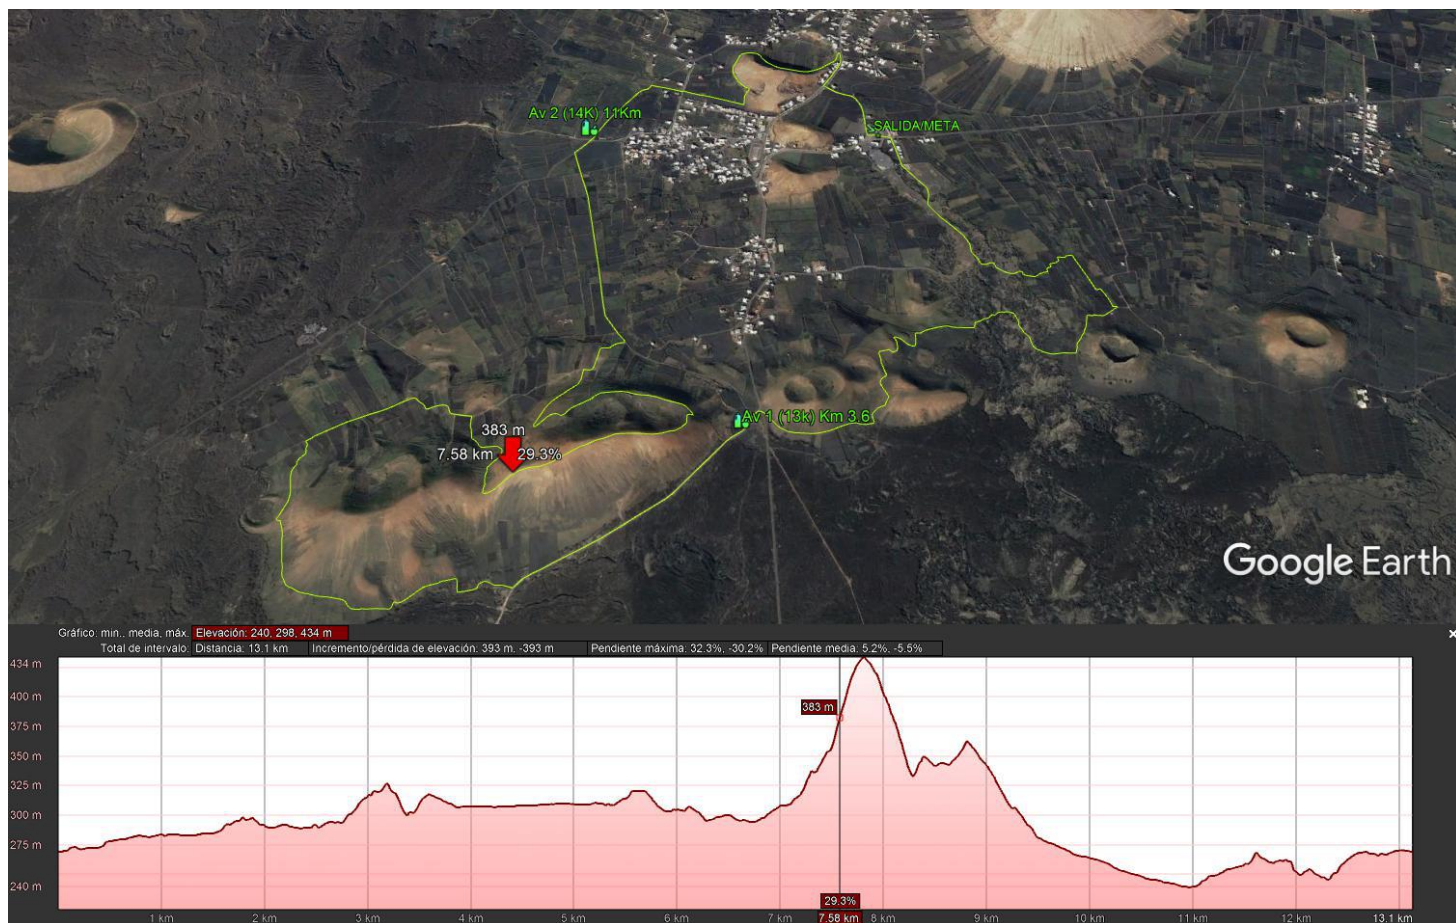 Av 2 (14K) 11Km
SALIDA/META
Av 1 (13k) Km 3.6
383 m
7.58 km 29.3%
Google Earth
Gráfico: min., media, máx. Elevación: 240, 298, 434 m
Total de intervalo: Distancia: 13.1 km Incremento/pérdida de elevación: 393 m, -393 m Pendiente máxima: 32.3%, -30.2% Pendiente media: 5.2%, -5.5%
434 m
400 m
383 m
375 m
350 m
325 m
300 m
275 m
240 m
29.3%
1 km 2 km 3 km 4 km 5 km 6 km 7 km 7.58 km 8 km 9 km 10 km 11 km 12 km 13.1 km